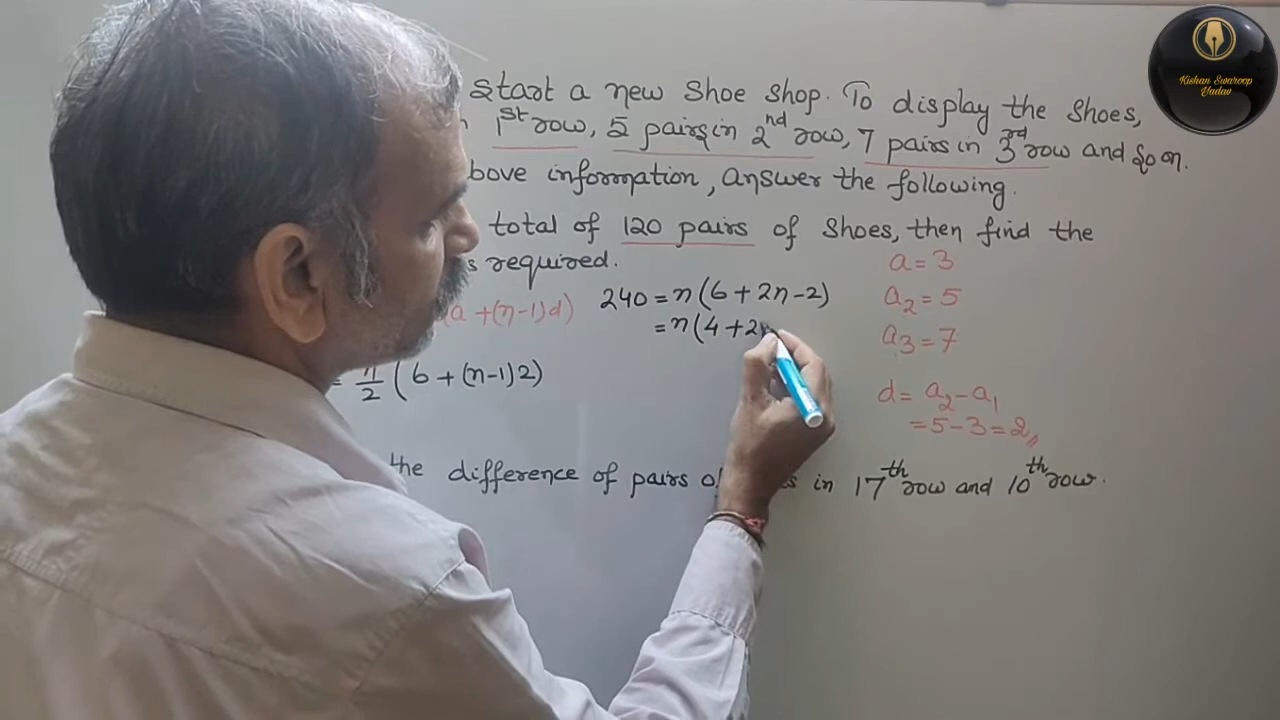 start a new shoe shop. To display the shoes,
1st row, 5 pairs in 2nd row, 7 pairs in 3rd row and so on.
bove information, answer the following.
total of 120 pairs of shoes, then find the
s required.
a = 3
240 = n(6 + 2n - 2)
a2 = 5
(a + (n-1)d)
= n(4 + 2n
a3 = 7
= n/2 (6 + (n-1)2)
d = a2 - a1
= 5 - 3 = 2,,
the difference of pairs of s in 17th row and 10th row.
Kishan Swaroop
Yadav